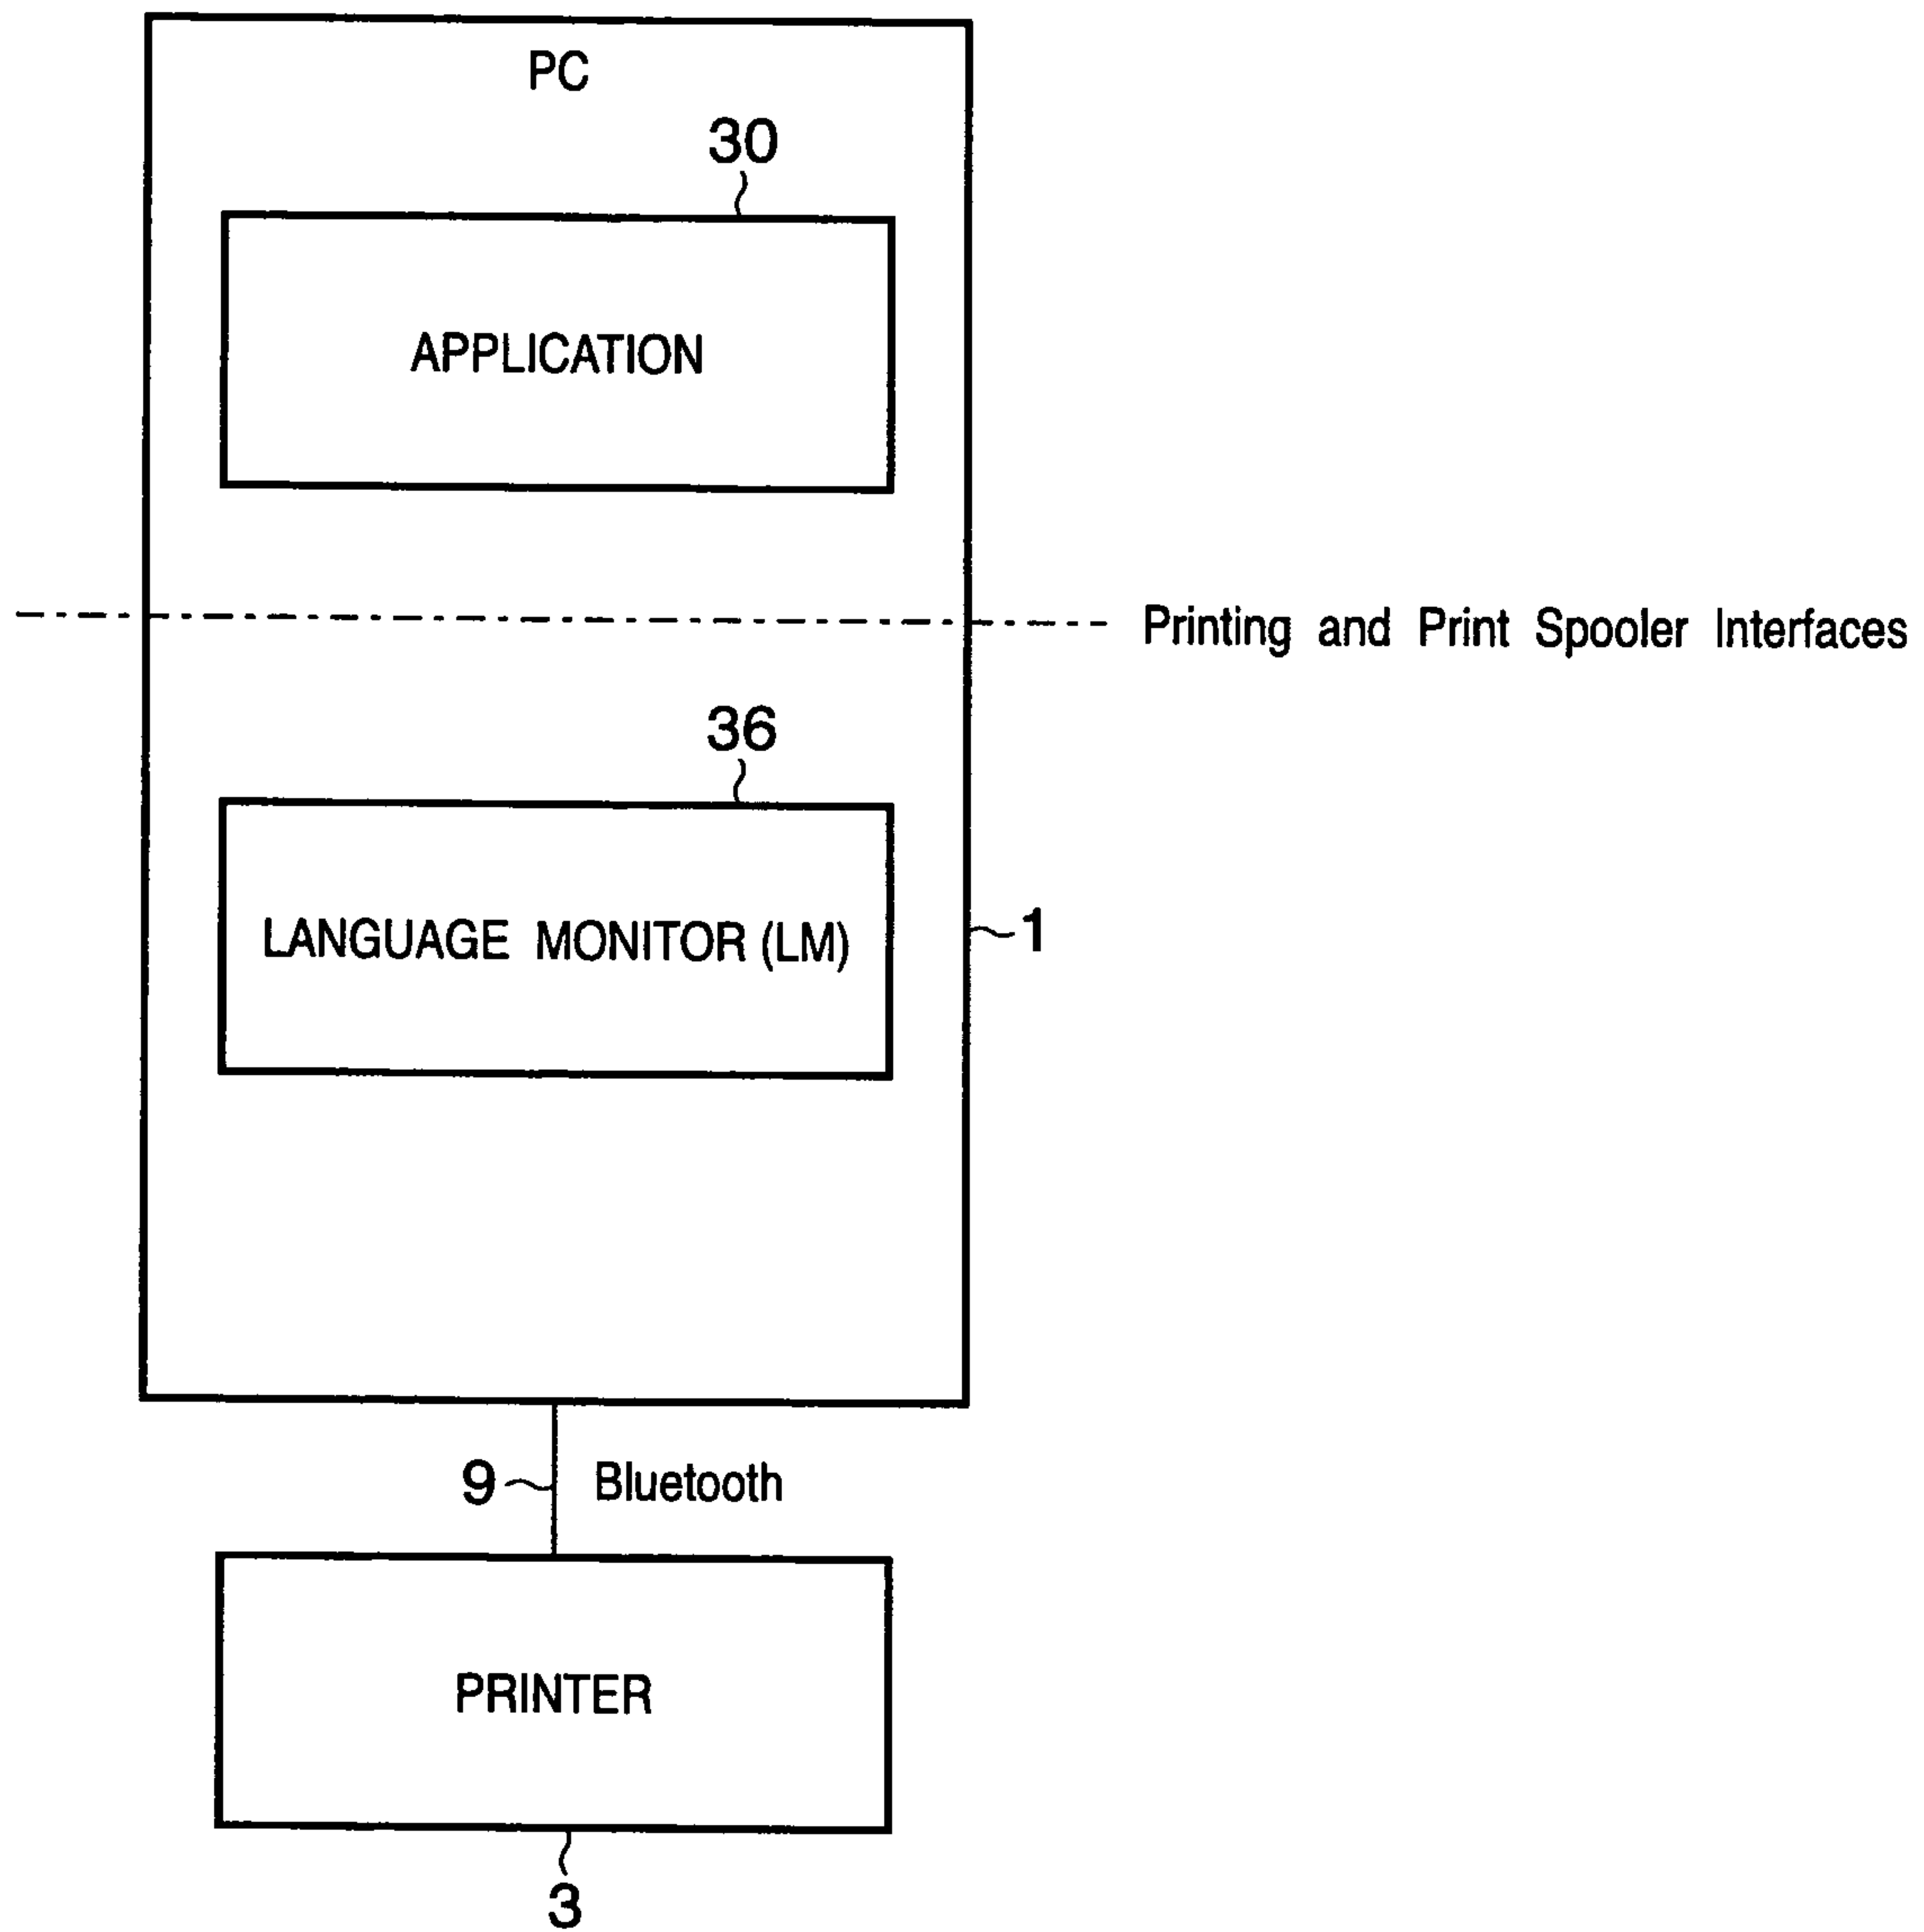 PC
30
APPLICATION
Printing and Print Spooler Interfaces
36
LANGUAGE MONITOR (LM)
1
9 Bluetooth
PRINTER
3